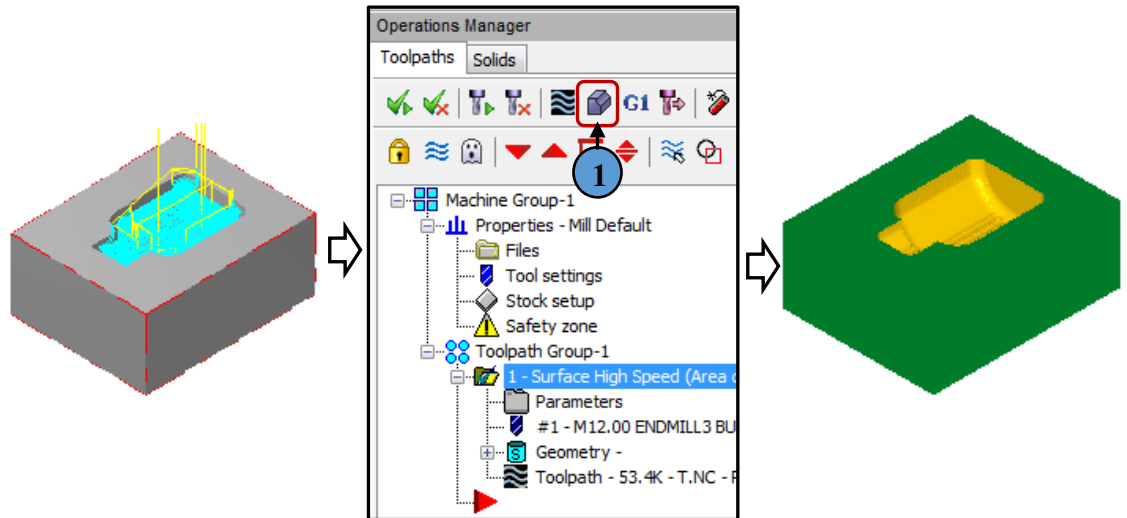 Operations Manager
Toolpaths Solids
G1
1
Machine Group-1
Properties - Mill Default
Files
Tool settings
Stock setup
Safety zone
Toolpath Group-1
1 - Surface High Speed (Area
Parameters
#1 - M12.00 ENDMILL3 BU
S
Geometry -
Toolpath - 53.4K - T.NC -